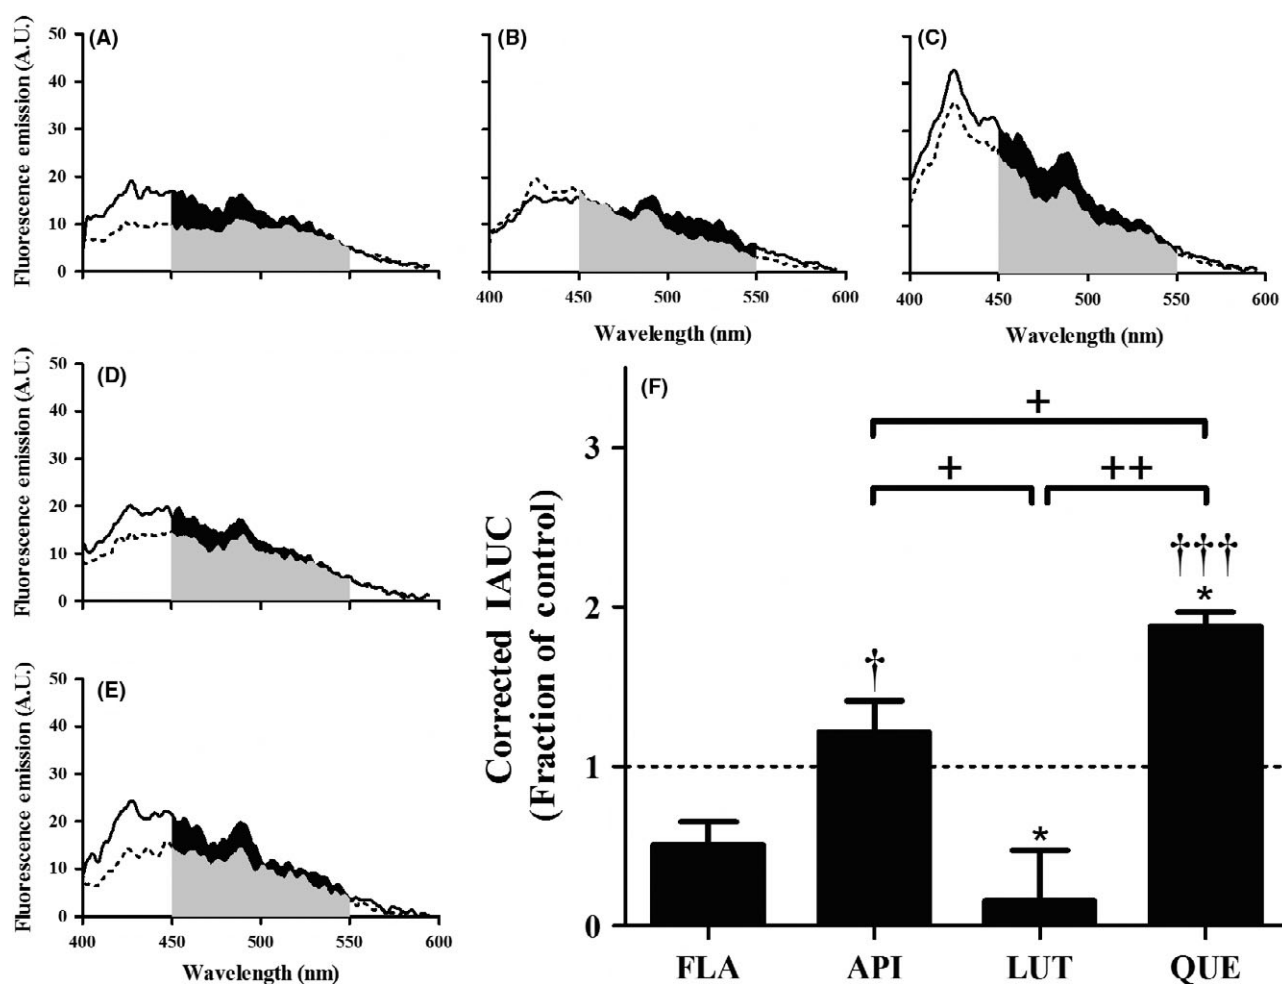 (A)
Fluorescence emission (A.U.)
50
40
30
20
10
0
(B)
400 450 500 550 600
Wavelength (nm)
(C)
400 450 500 550 600
Wavelength (nm)
(D)
Fluorescence emission (A.U.)
50
40
30
20
10
0
(E)
Fluorescence emission (A.U.)
50
40
30
20
10
0
400 450 500 550 600
Wavelength (nm)
(F)
Corrected IAUC
(Fraction of control)
3
2
1
0
+
+ ++
†††
*
†
*
FLA API LUT QUE